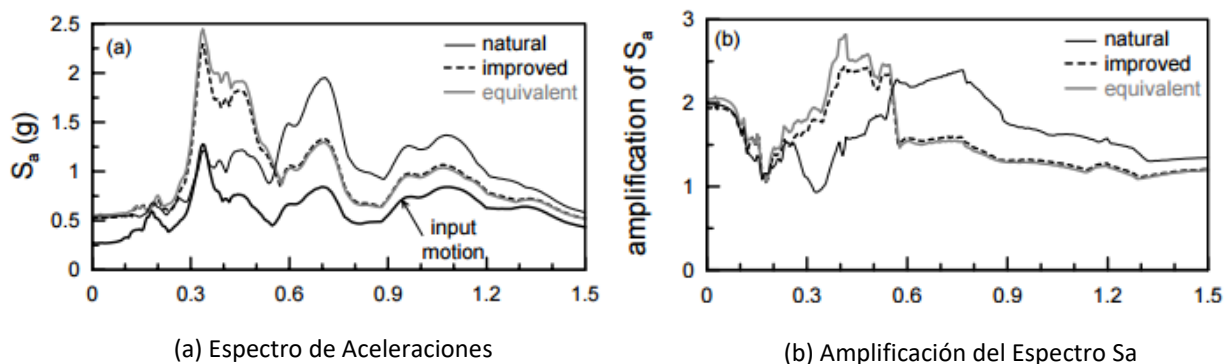 (a)
natural
improved
equivalent
input
motion
S_a (g)
2.5
2
1.5
1
0.5
0
0
0.3
0.6
0.9
1.2
1.5
(a) Espectro de Aceleraciones
(b)
natural
improved
equivalent
amplification of S_a
3
2
1
0
0
0.3
0.6
0.9
1.2
1.5
(b) Amplificación del Espectro Sa